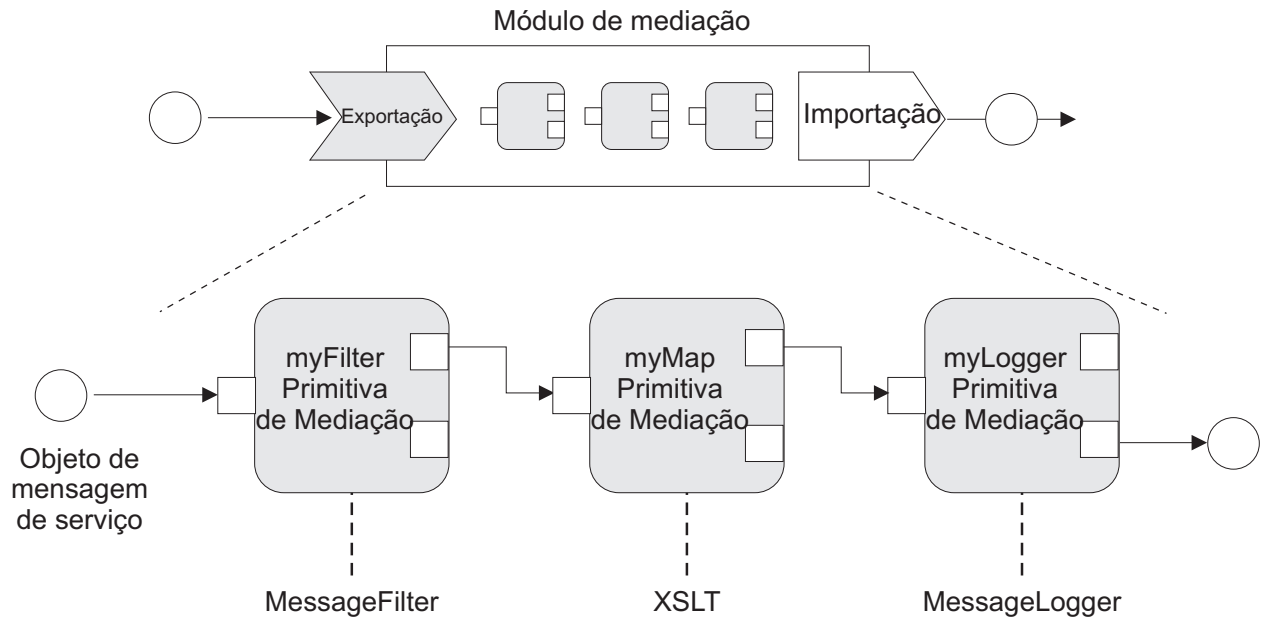 Módulo de mediação
Exportação
Importação
myFilter
Primitiva
de Mediação
myMap
Primitiva
de Mediação
myLogger
Primitiva
de Mediação
Objeto de
mensagem
de serviço
MessageFilter
XSLT
MessageLogger